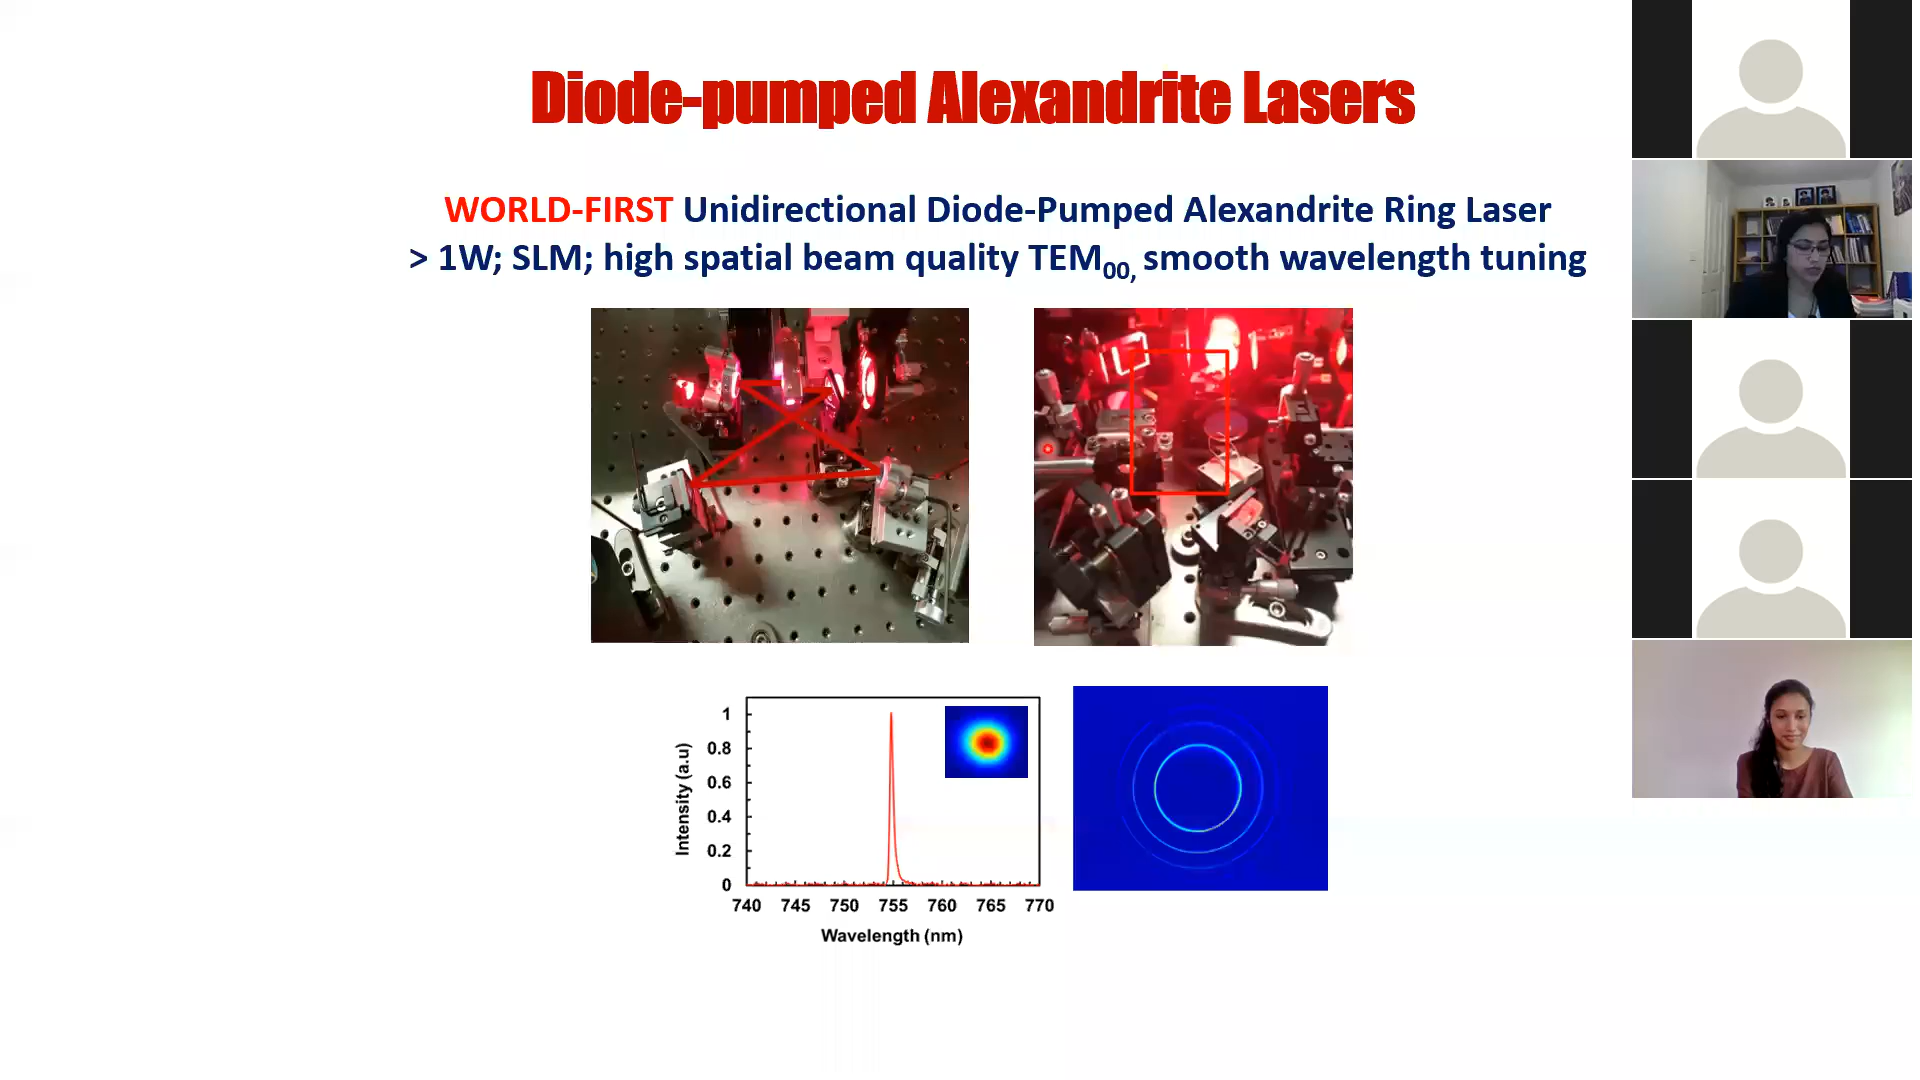 Diode-pumped Alexandrite Lasers
WORLD-FIRST Unidirectional Diode-Pumped Alexandrite Ring Laser
> 1W; SLM; high spatial beam quality TEM00, smooth wavelength tuning
1
0.8
0.6
0.4
0.2
0
Intensity (a.u)
740 745 750 755 760 765 770
Wavelength (nm)